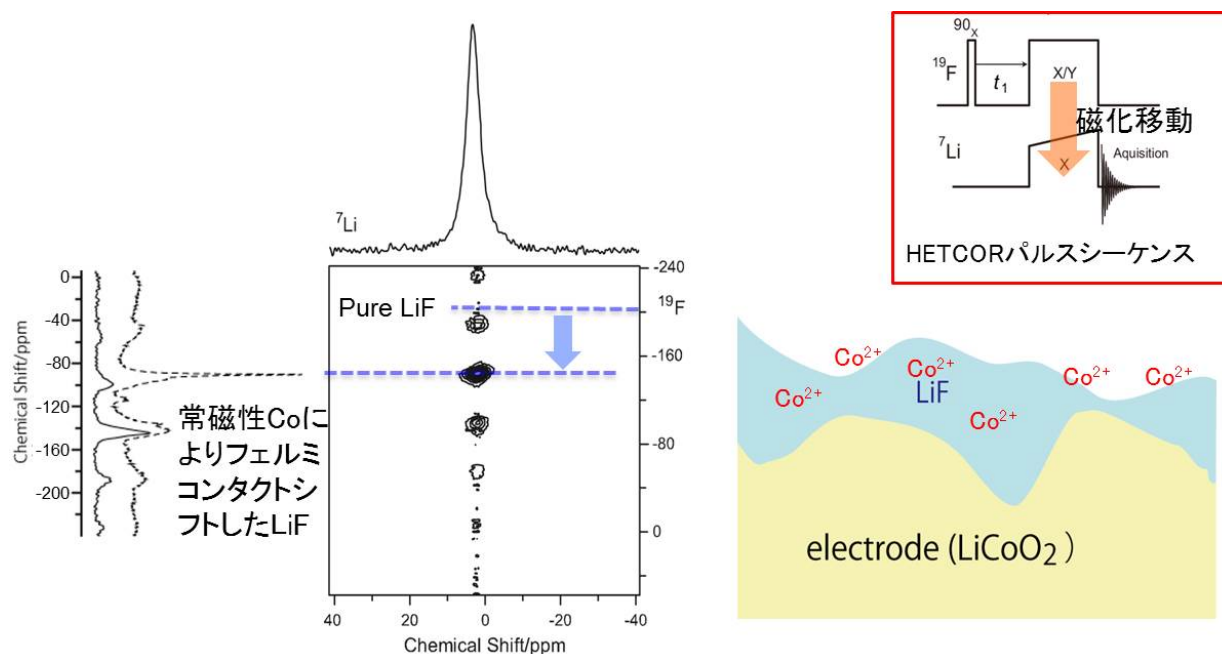 90X
19F
t1
X/Y
磁化移動
7Li
X
Aquisition
HETCORパルスシーケンス
7Li
0
-40
-80
-120
-160
-200
Chemical Shift/ppm
常磁性Coに
よりフェルミ
コンタクトシ
フトしたLiF
Pure LiF
-240
19F
-160
-80
0
40
20
0
-20
-40
Chemical Shift/ppm
Co2+
Co2+
Co2+
Co2+
LiF
Co2+
Co2+
electrode (LiCoO2)